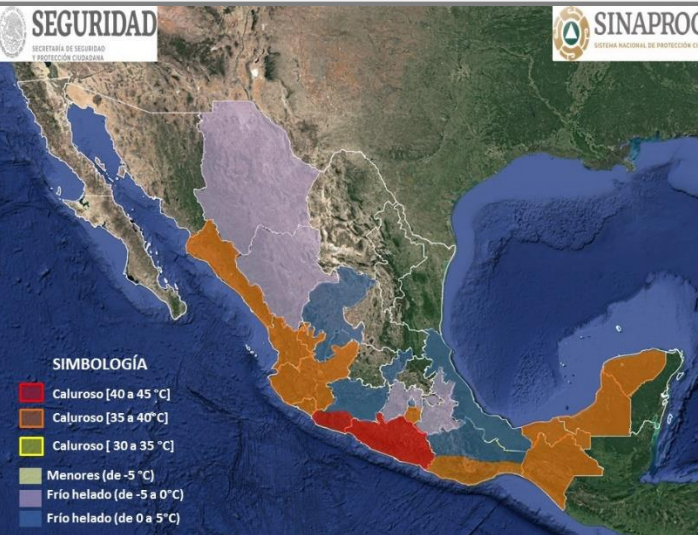 SEGURIDAD
SECRETARÍA DE SEGURIDAD
Y PROTECCIÓN CIUDADANA
SINAPROC
SISTEMA NACIONAL DE PROTECCIÓN CI
SIMBOLOGÍA
Caluroso [40 a 45 °C]
Caluroso [35 a 40°C]
Caluroso [ 30 a 35 °C]
Menores (de -5 °C)
Frío helado (de -5 a 0°C)
Frío helado (de 0 a 5°C)